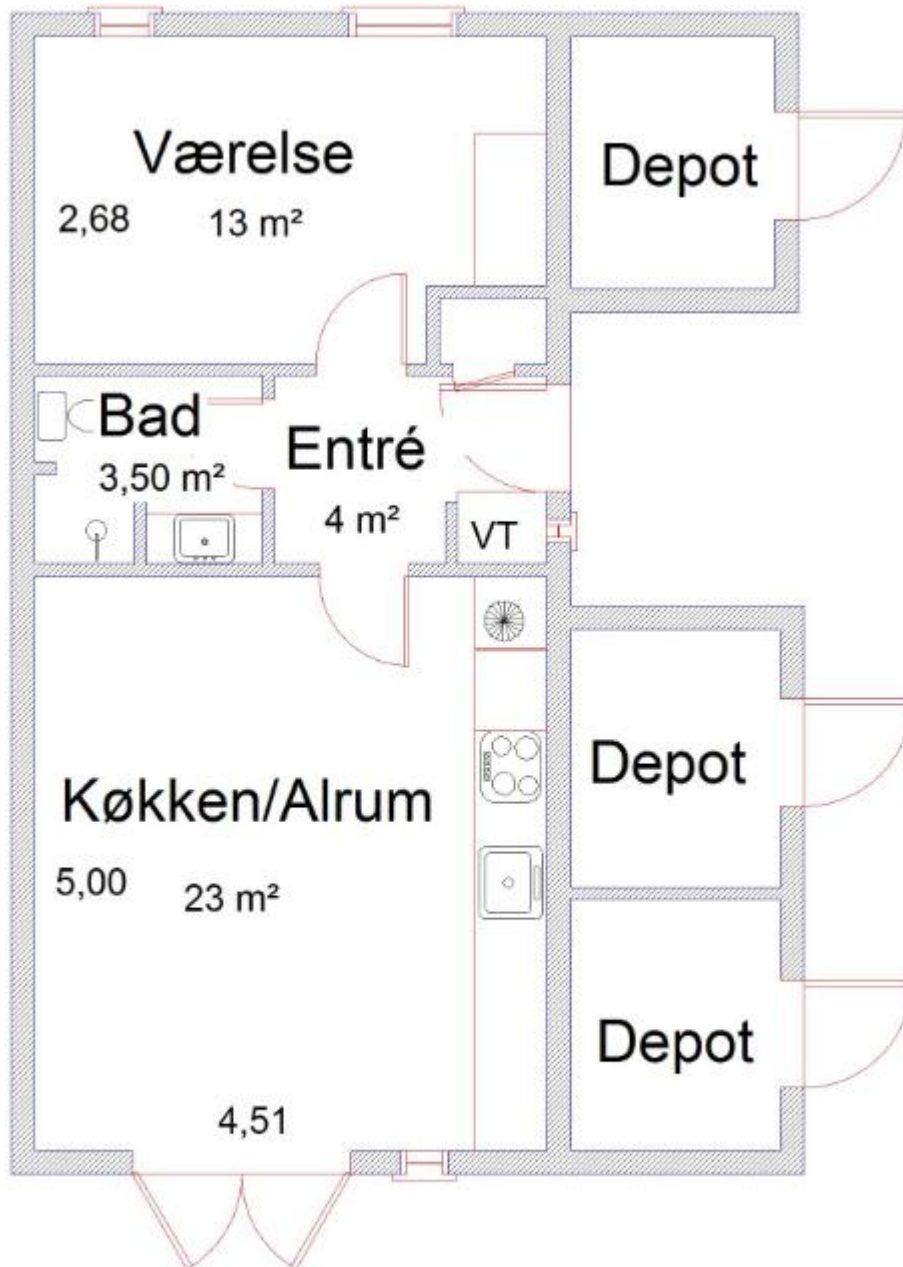 Værelse
2,68 13 m²
Depot
Bad
3,50 m²
Entré
4 m²
VT
Køkken/Alrum
5,00 23 m²
4,51
Depot
Depot